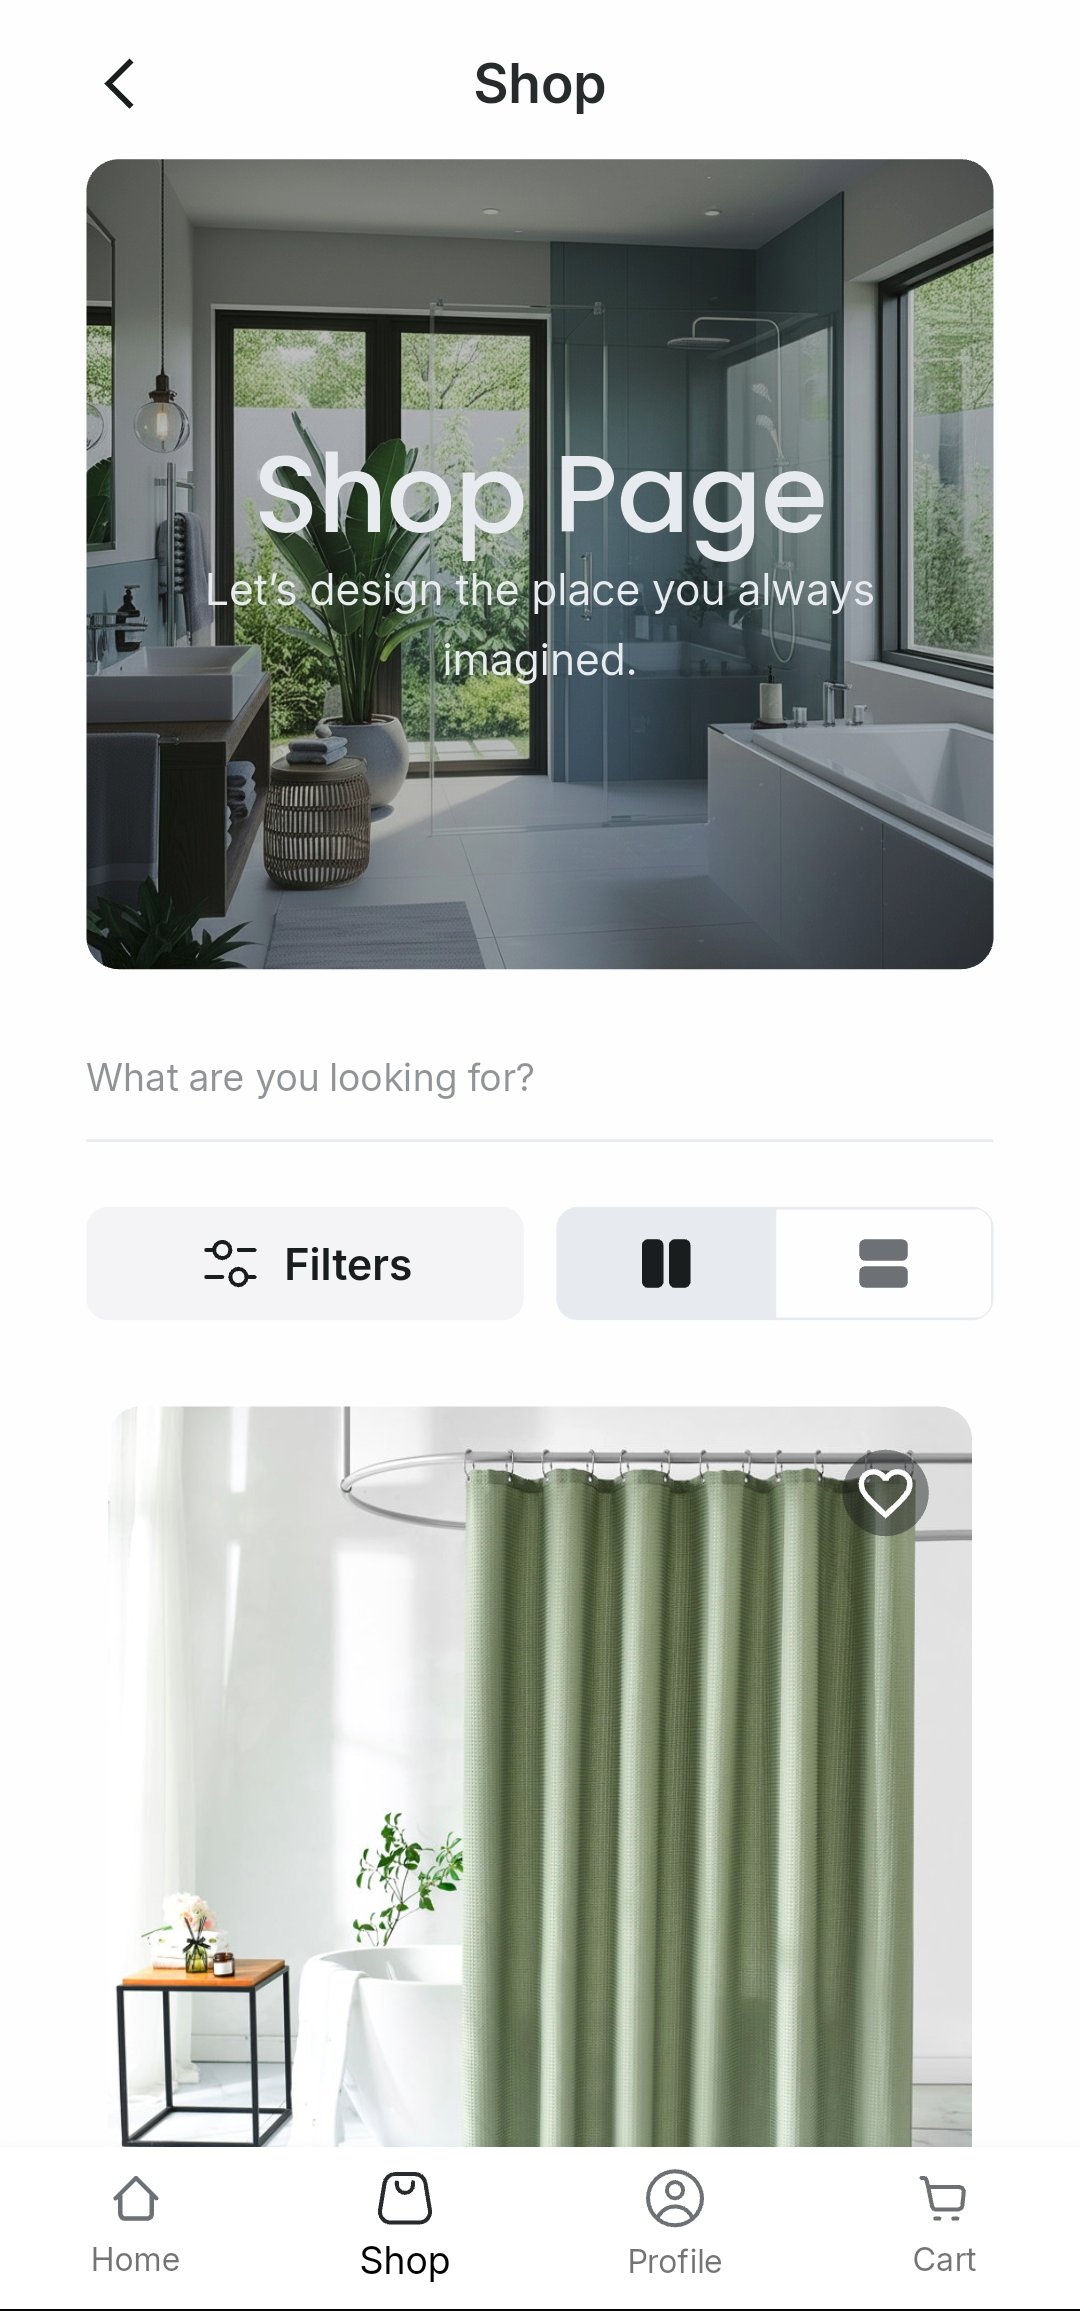 Shop
Shop Page
Let’s design the place you always
imagined.
What are you looking for?
Filters
Home
Shop
Profile
Cart